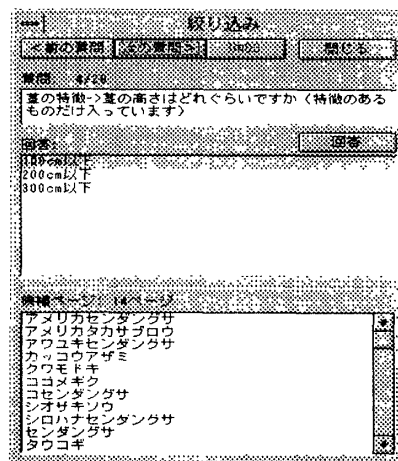 絞り込み
<前の質問 次の質問> UNDO 閉じる
質問: 4/20
茎の特徴->茎の高さはどれぐらいですか(特徴のある
ものだけ入っています)
回答: 回答
100cm以下
200cm以下
300cm以下
候補ページ: 14ページ
アメリカセンダングサ
アメリカタカサブロウ
アワユキセンダングサ
カッコウアザミ
クワモドキ
コゴメギク
コセンダングサ
シオザキソウ
シロハナセンダングサ
センダングサ
タウコギ